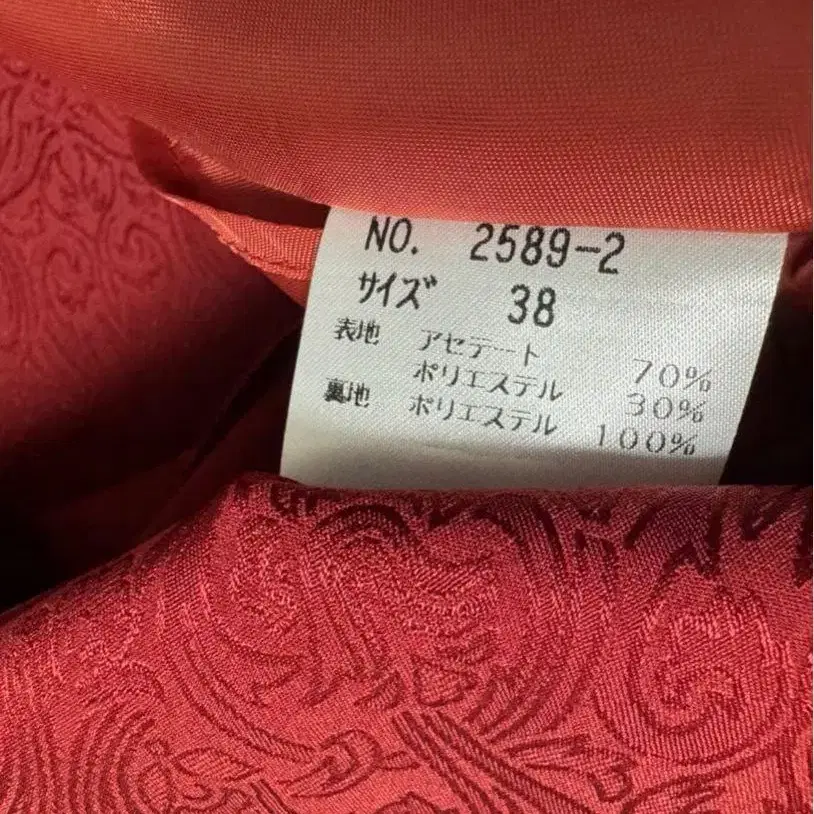 NO. 2589-2
サイズ 38
表地 アセテート 70%
ポリエステル 30%
裏地 ポリエステル 100%